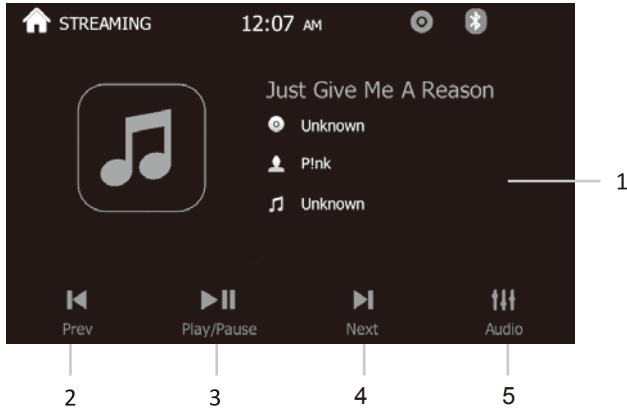 STREAMING 12:07 AM
Just Give Me A Reason
Unknown
P!nk
1
Unknown
Prev Play/Pause Next Audio
2 3 4 5